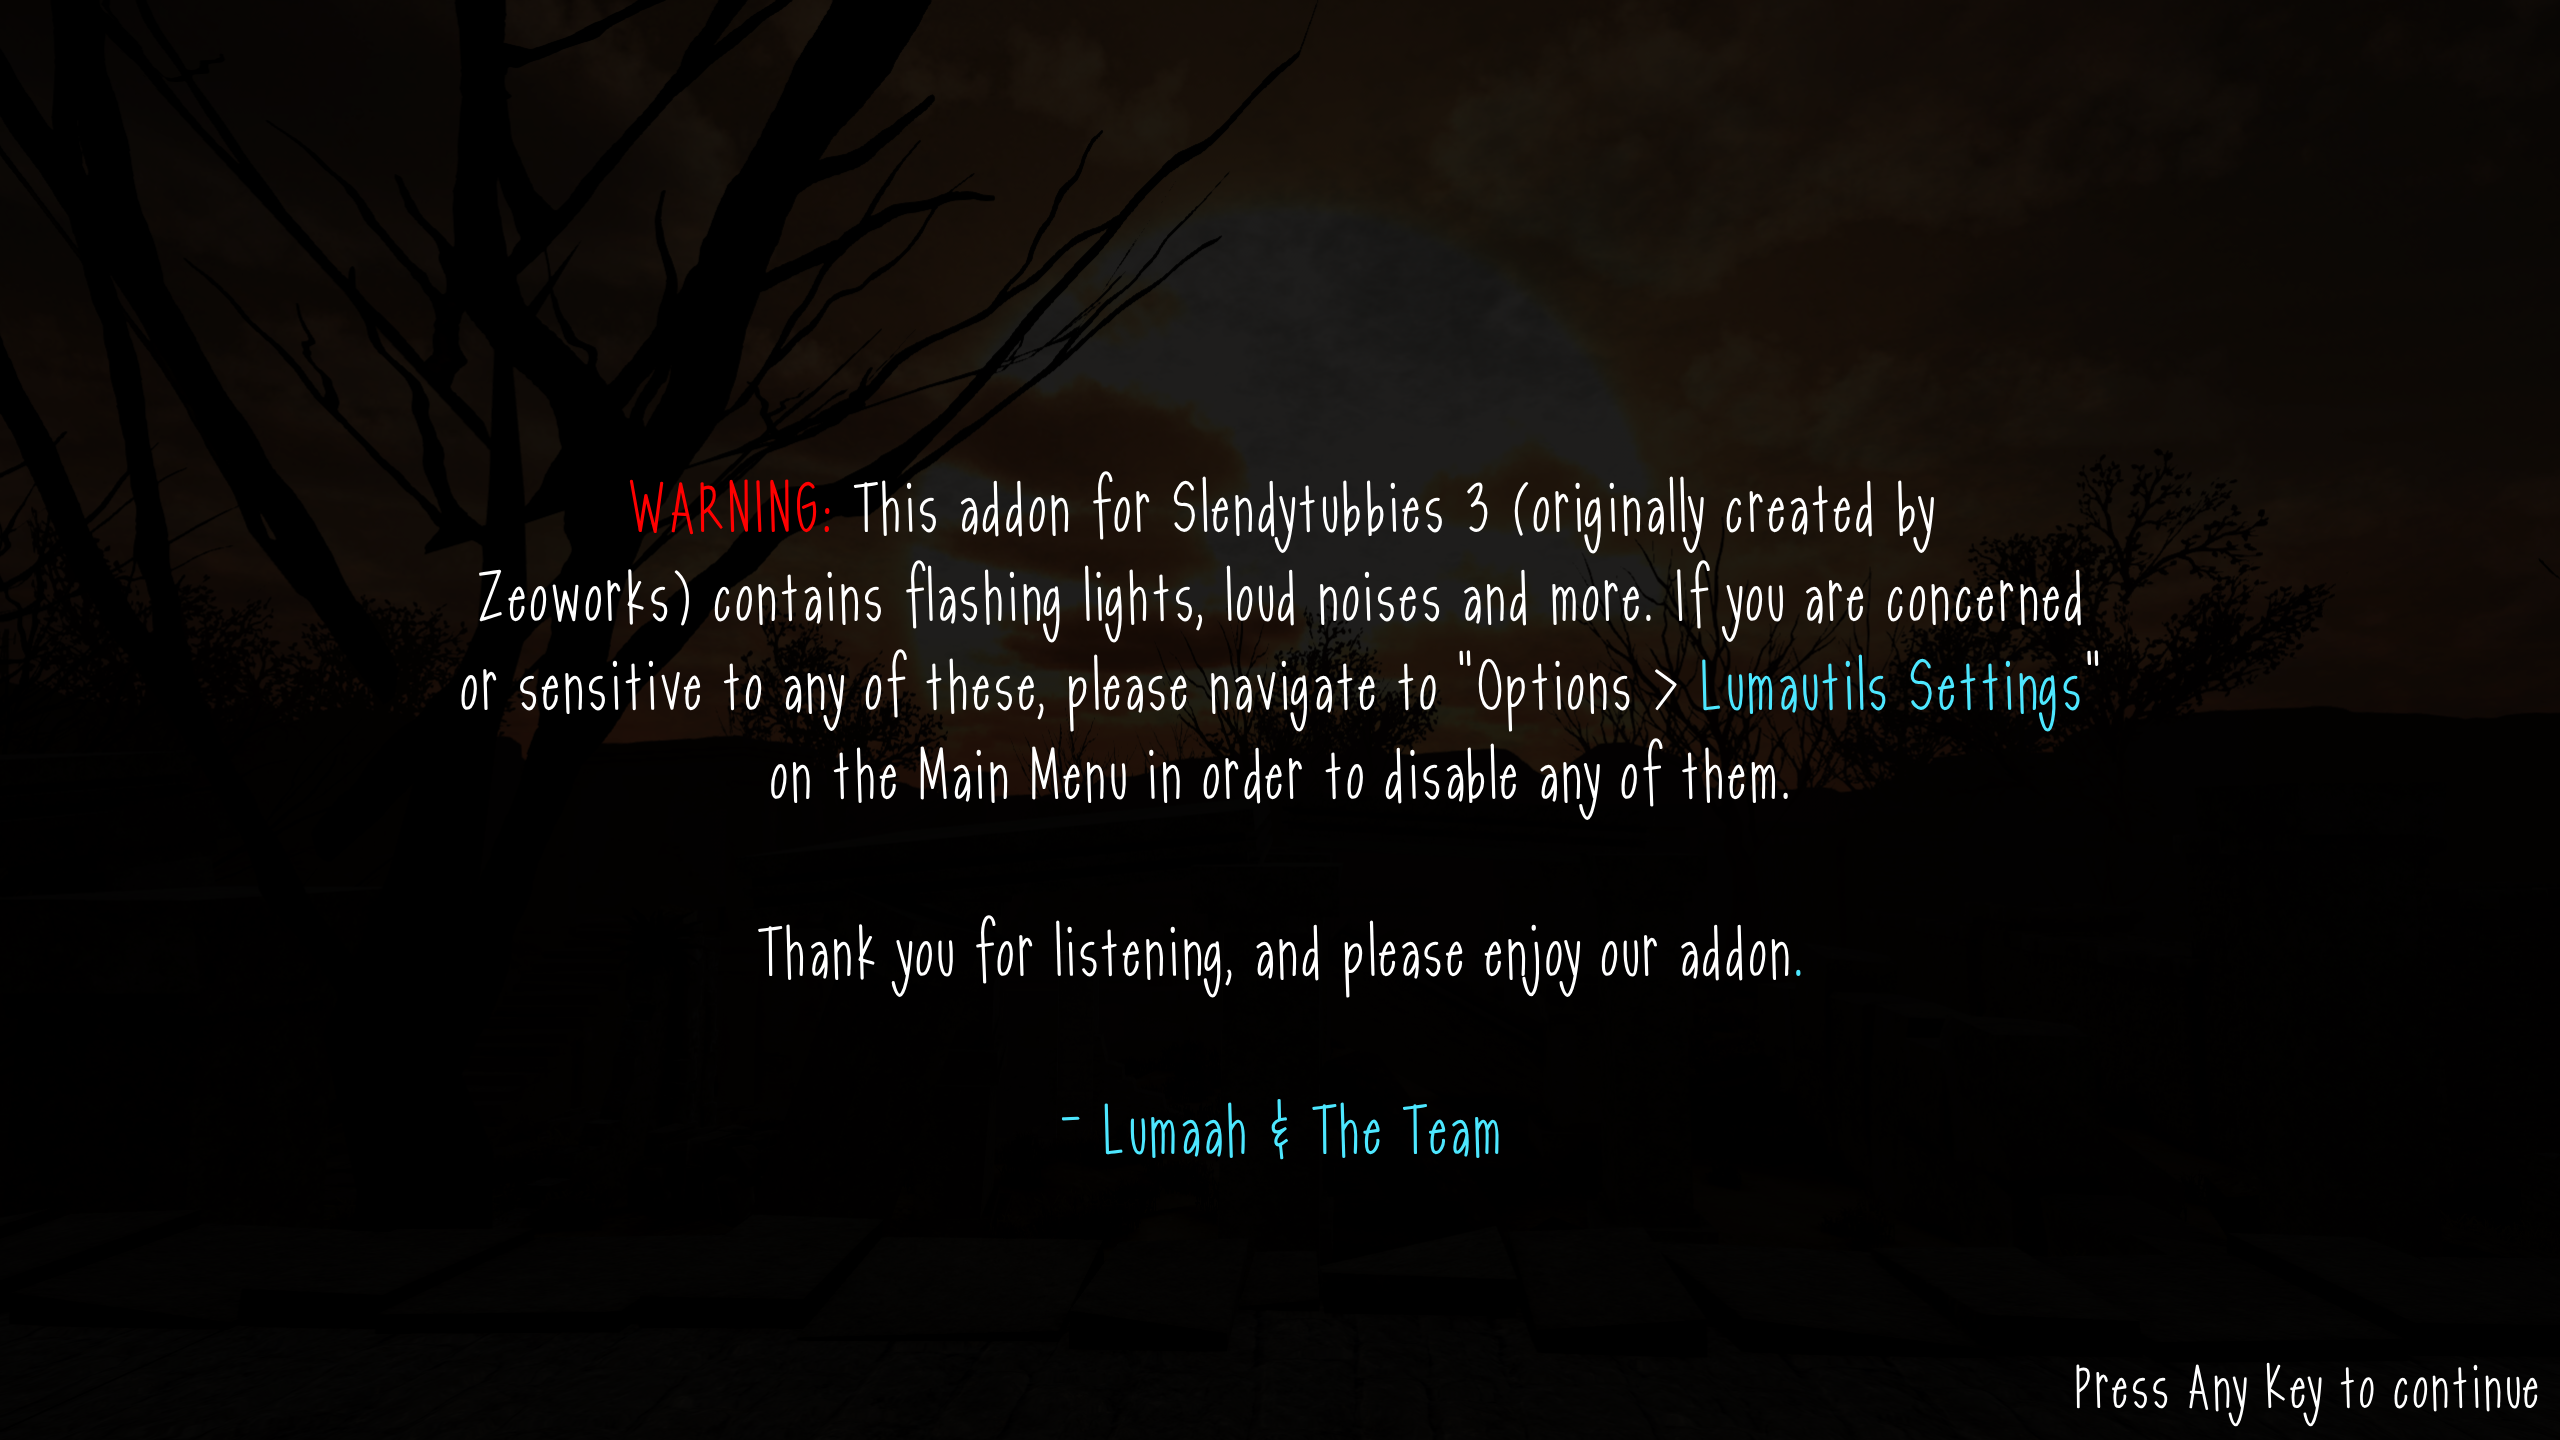 WARNING: This addon for Slendytubbies 3 (originally created by
Zeoworks) contains flashing lights, loud noises and more. If you are concerned
or sensitive to any of these, please navigate to "Options > Lumautils Settings"
on the Main Menu in order to disable any of them.
Thank you for listening, and please enjoy our addon.
- Lumaah & The Team
Press Any Key to continue